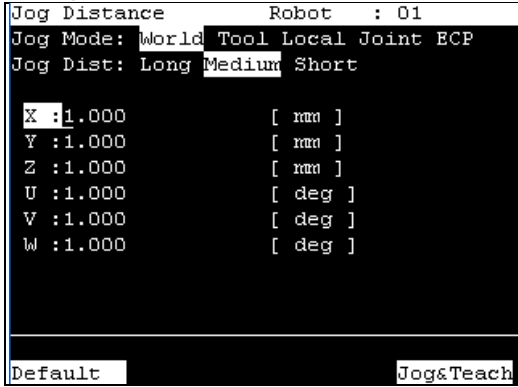 Jog Distance Robot : 01
Jog Mode: World Tool Local Joint ECP
Jog Dist: Long Medium Short
X :1.000 [ mm ]
Y :1.000 [ mm ]
Z :1.000 [ mm ]
U :1.000 [ deg ]
V :1.000 [ deg ]
W :1.000 [ deg ]
Default Jog&Teach